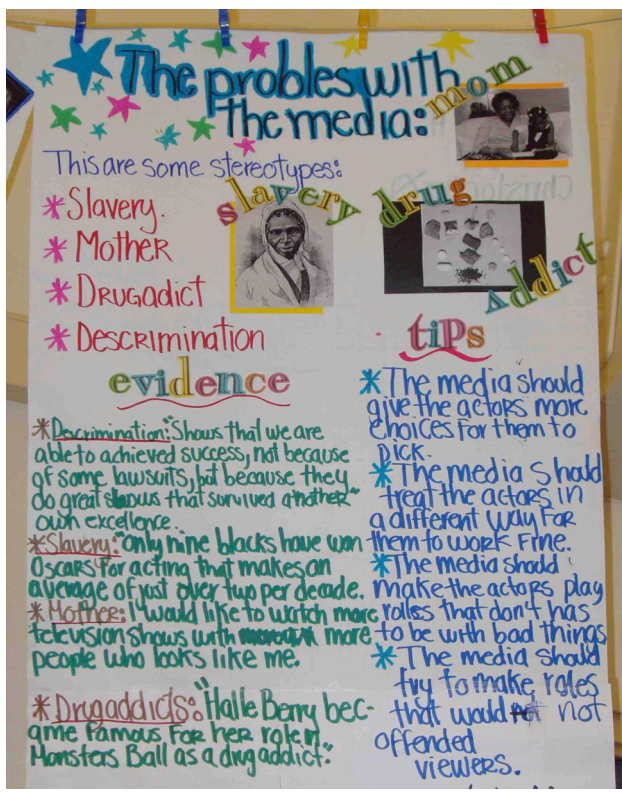 The probles with
the media:
mom
This are some stereotypes:
slavery
drug
addict
* Slavery.
* Mother
* Drugadict
* Descrimination
evidence
* Descrimination: "Shows that we are
able to achieved success, not because
of some lawsuits, but because they
do great shows that survived another"
own excellence.
* Slavery: "only nine blacks have won
Oscars for acting that makes an
average of just over two per decade.
* Mother: I would like to watch more
television shows with more
people who looks like me.
* Drugaddicts: "Halle Berry bec-
ame famous for her role in
Monsters Ball as a drug addict."
tips
* The media should
give the actors more
choices for them to
pick.
* The media should
treat the actors in
a different way for
them to work fine.
* The media should
make the actors play
roles that don't has
to be with bad things
* The media should
try to make roles
that would not
offended
viewers.